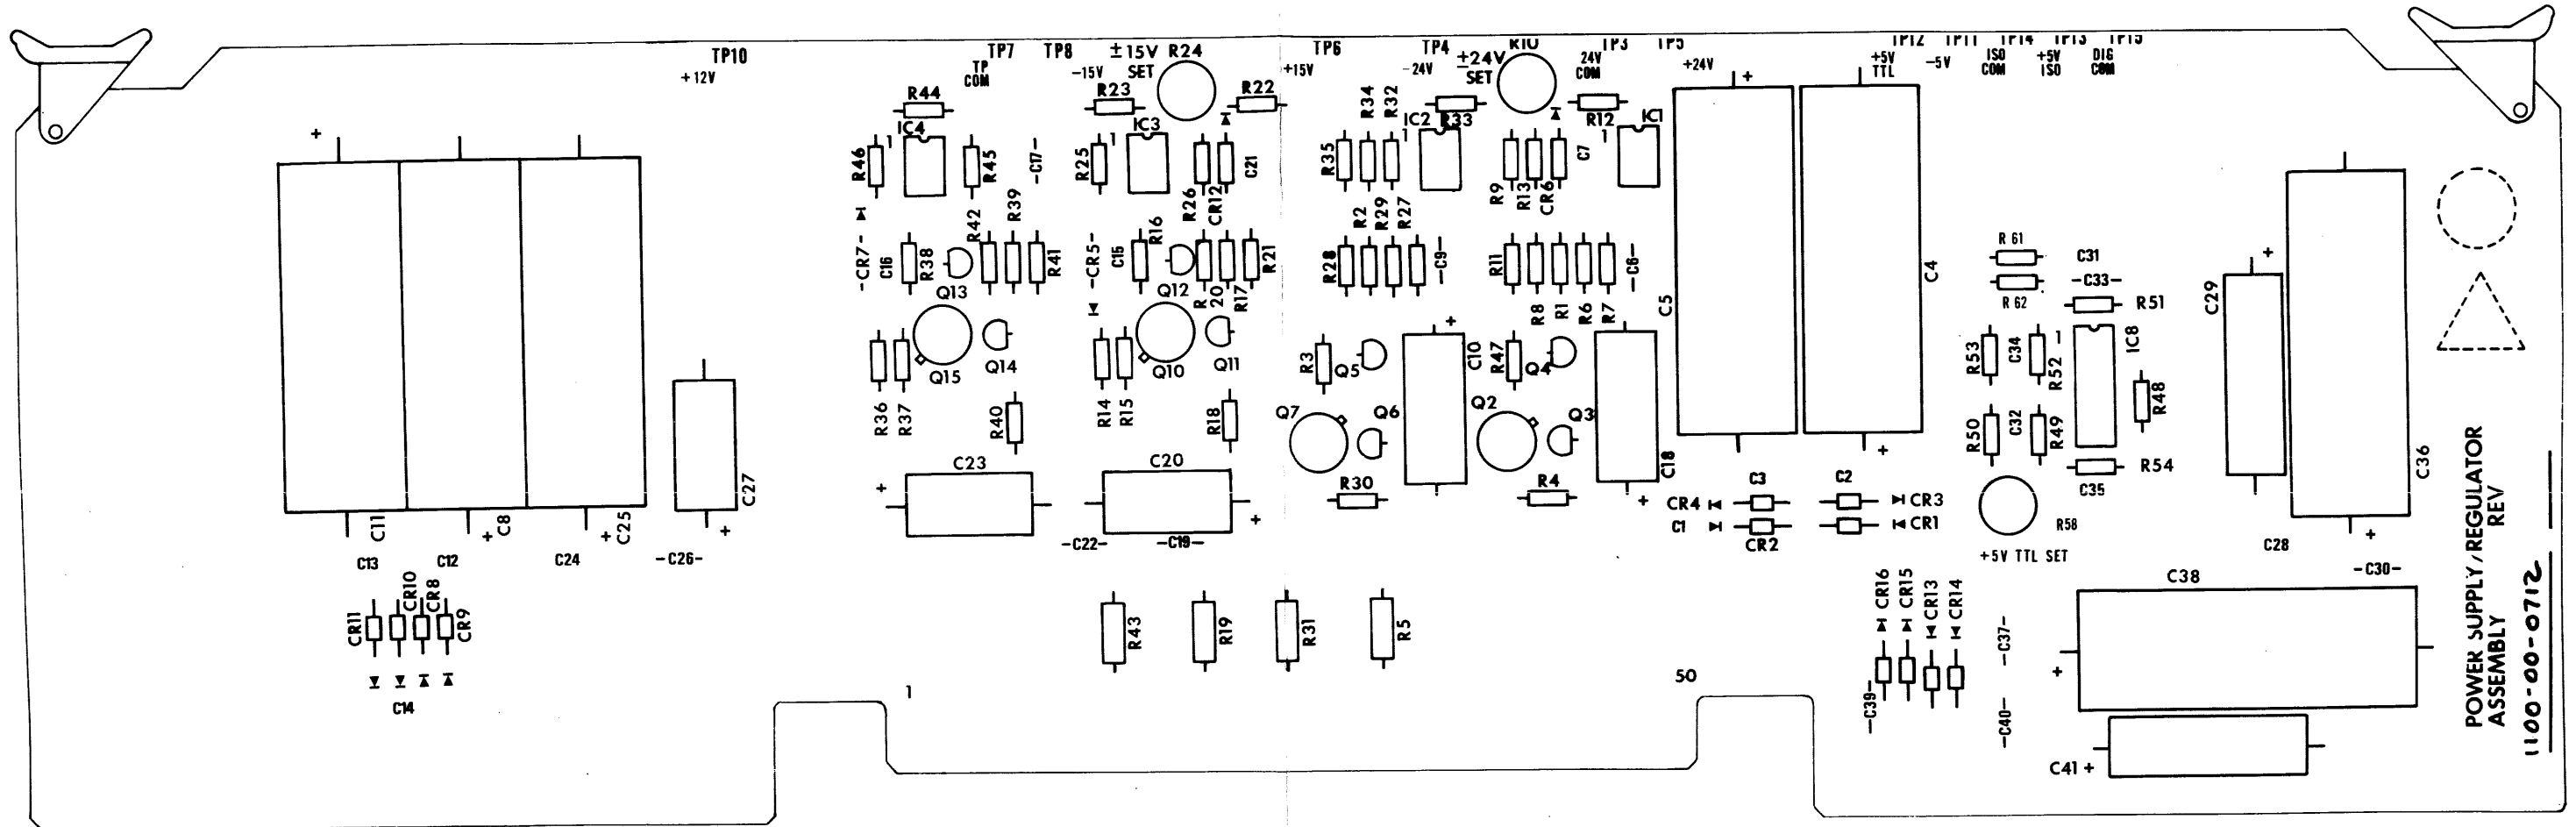 TP10
+12V
TP7
TP COM
TP8
-15V
±15V SET
R24
R23
R22
TP6
+15V
TP4
-24V
±24V SET
R10
TP3
24V COM
TP5
+24V
TP12
+5V TTL
TP11
-5V
TP14
ISO COM
TP13
+5V ISO
TP15
DIG COM
R44
IC4
1
R46
R45
-C17-
R25
1
IC3
R26
CR12
C21
R34
R32
R35
1
IC2
R33
R12
IC1
1
C7
R9
R13
CR6
-CR7-
C16
R38
R42
R39
R41
-CR5-
C15
R16
R20
R17
R21
R28
R2
R29
R27
-C9-
R11
R8
R1
R6
R7
-C6-
C5
C4
R 61
R 62
C31
-C33-
R51
C29
+
Q13
Q12
Q15
Q14
Q10
Q11
R36
R37
R40
R14
R15
R18
R3
Q5
Q7
Q6
C10
+
R47
Q4
Q2
Q3
C18
+
R53
C34
R52
1
IC8
R48
R50
C32
R49
R54
C35
R58
+5V TTL SET
C36
+
C28
-C30-
+
C11
C8
+
C25
+
C27
+
C13
C12
C24
-C26-
C23
+
C20
+
-C22-
-C19-
R30
R4
C3
C2
CR4
C1
CR2
CR3
CR1
+
+
CR11
CR10
CR8
CR9
C14
R43
R19
R31
R5
1
50
CR16
CR15
CR13
CR14
-C39-
-C37-
-C40-
C38
+
C41 +
POWER SUPPLY/REGULATOR
ASSEMBLY REV
1100-00-0712